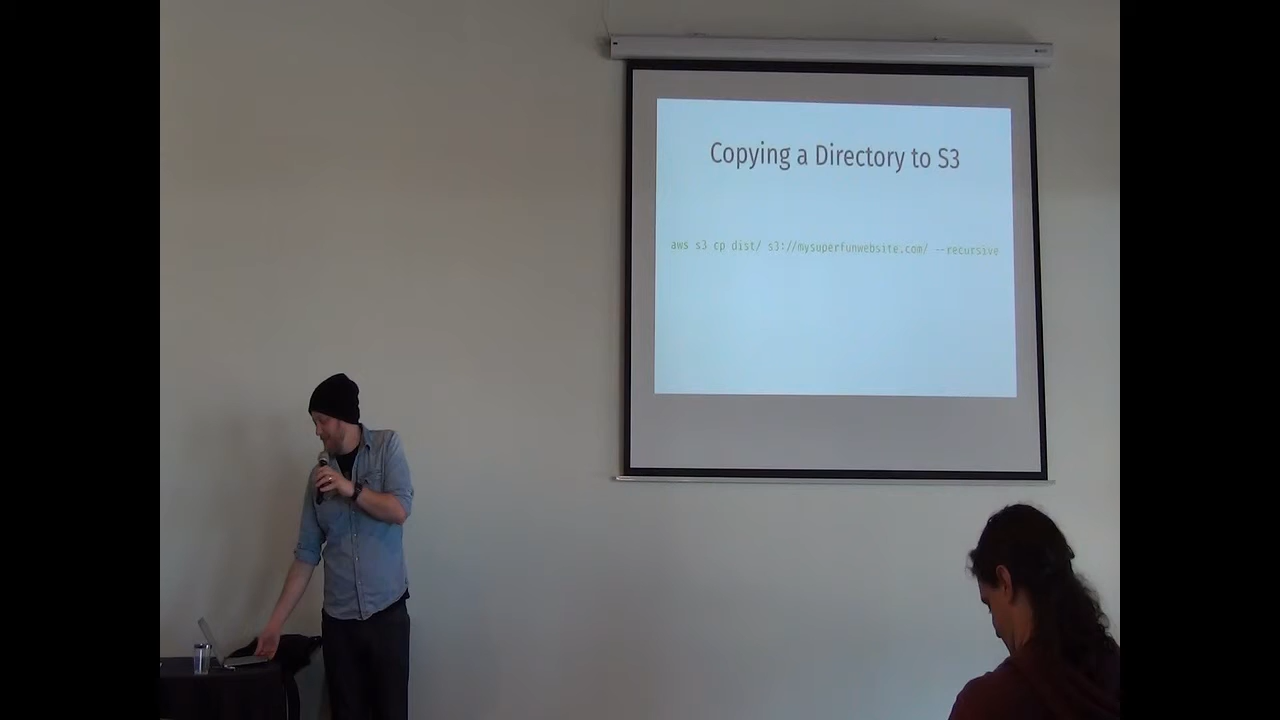 Copying a Directory to S3
aws s3 cp dist/ s3://mysuperfunwebsite.com/ --recursive